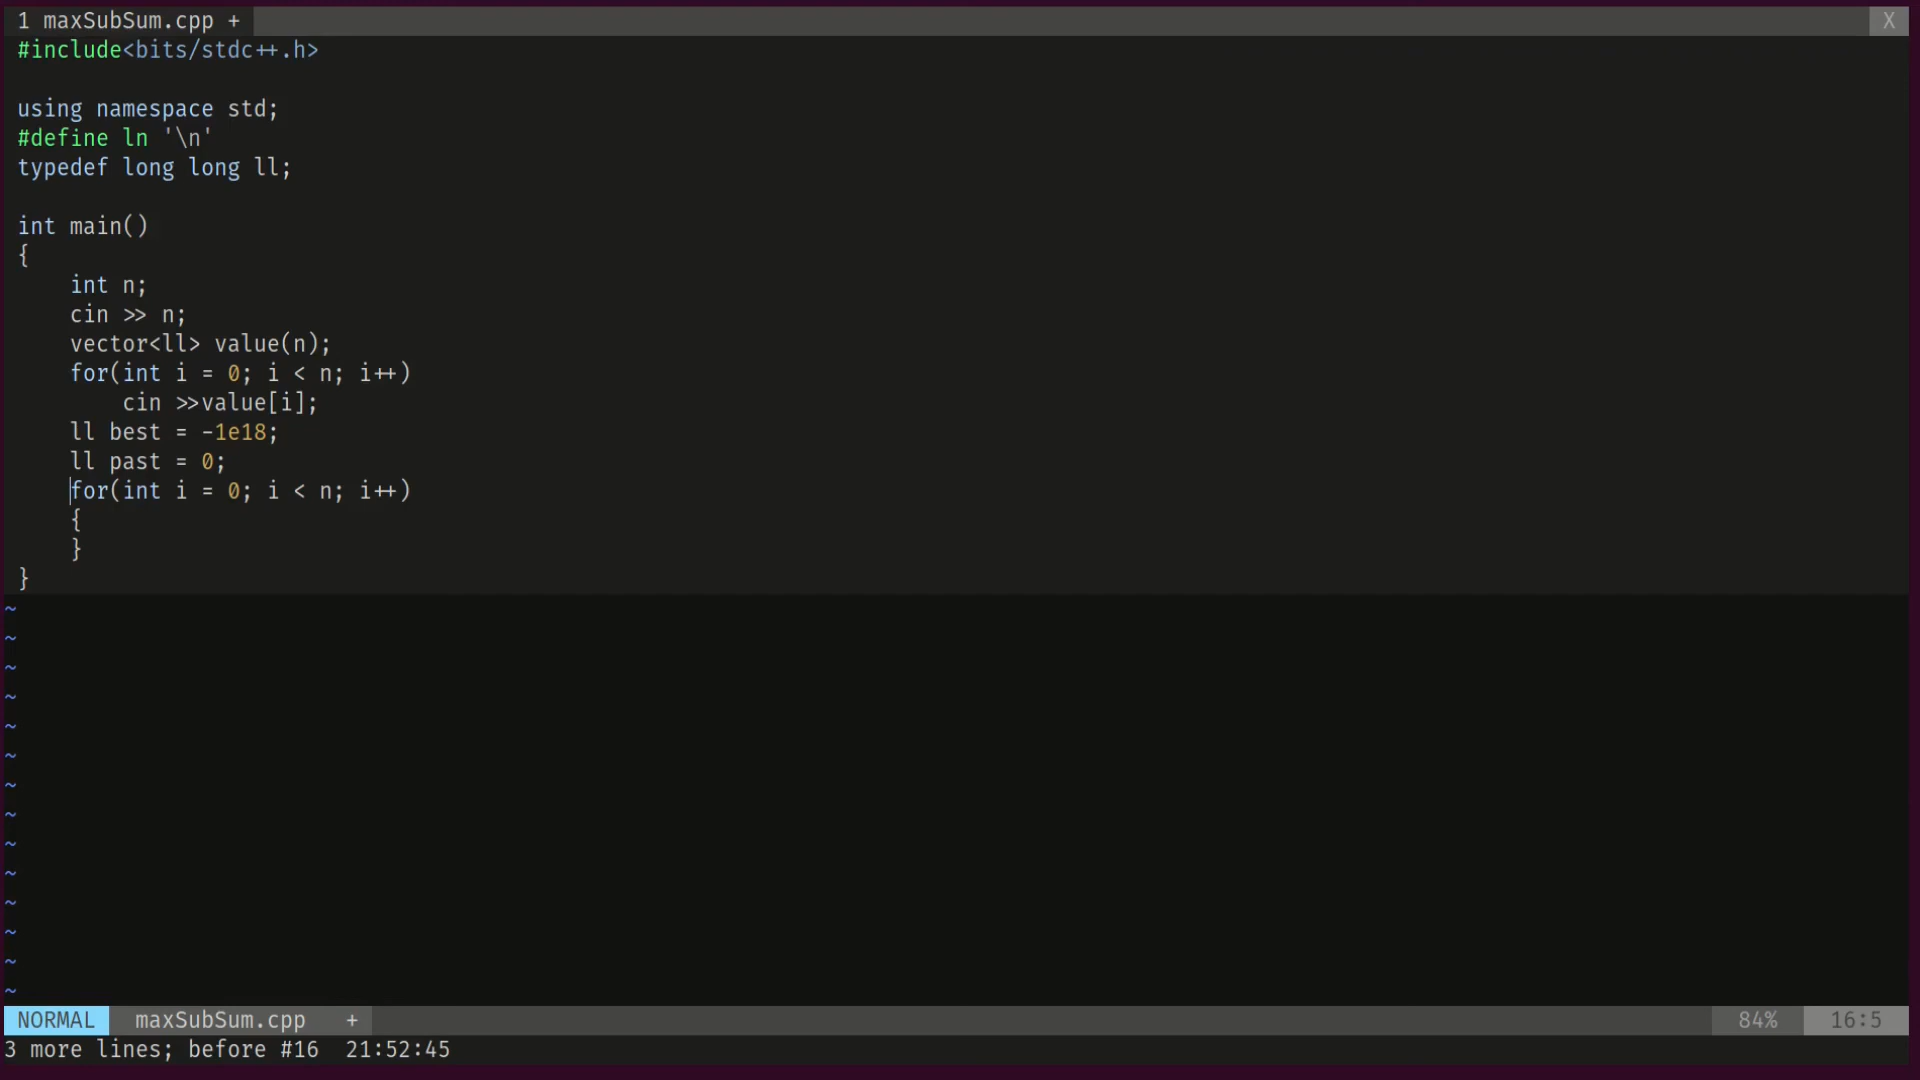 1 maxSubSum.cpp + X
#include<bits/stdc++.h>
using namespace std;
#define ln '\n'
typedef long long ll;
int main()
{
    int n;
    cin >> n;
    vector<ll> value(n);
    for(int i = 0; i < n; i++)
        cin >>value[i];
    ll best = -1e18;
    ll past = 0;
    for(int i = 0; i < n; i++)
    {
    }
}
~
~
~
~
~
~
~
~
~
~
~
~
~
~
NORMAL maxSubSum.cpp + 84% 16:5
3 more lines; before #16  21:52:45